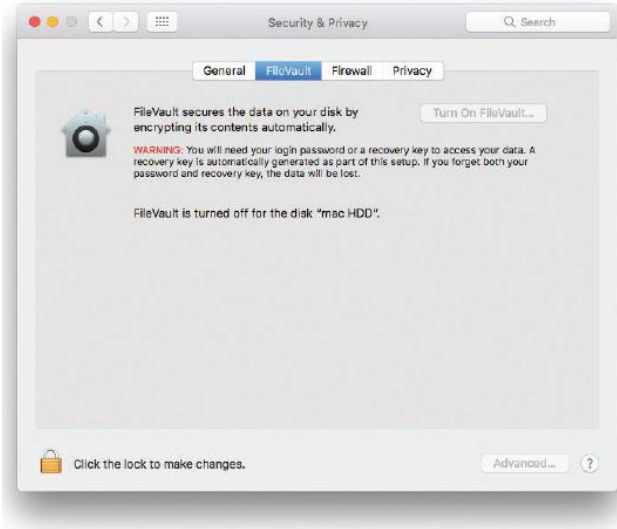 Security & Privacy
Search
General FileVault Firewall Privacy
FileVault secures the data on your disk by
encrypting its contents automatically.
Turn On FileVault...
WARNING: You will need your login password or a recovery key to access your data. A
recovery key is automatically generated as part of this setup. If you forget both your
password and recovery key, the data will be lost.
FileVault is turned off for the disk "mac HDD".
Click the lock to make changes.
Advanced...
?